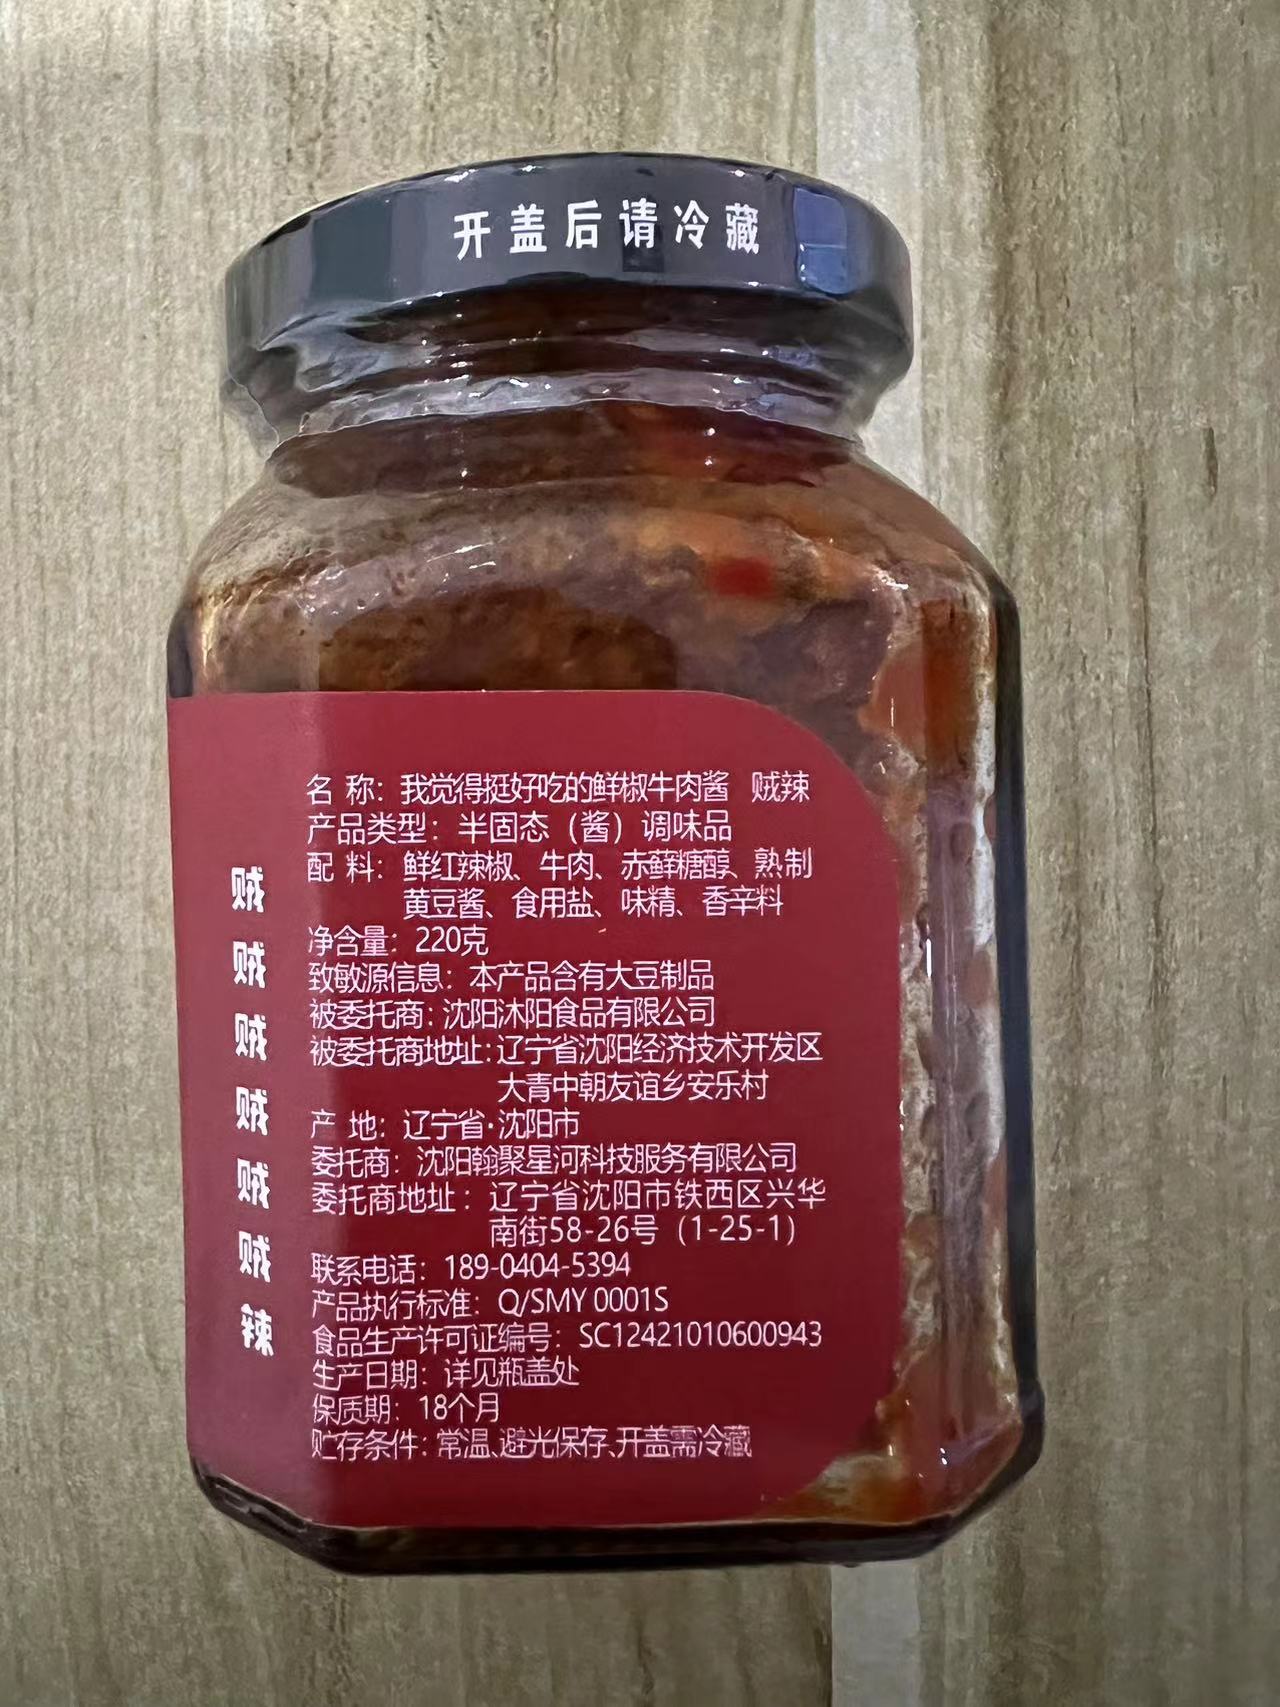 开盖后请冷藏
名 称：我觉得挺好吃的鲜椒牛肉酱 贼辣
产品类型：半固态（酱）调味品
配 料：鲜红辣椒、牛肉、赤藓糖醇、熟制
黄豆酱、食用盐、味精、香辛料
净含量：220克
致敏源信息：本产品含有大豆制品
被委托商：沈阳沐阳食品有限公司
被委托商地址：辽宁省沈阳经济技术开发区
大青中朝友谊乡安乐村
产 地：辽宁省·沈阳市
委托商：沈阳翰聚星河科技服务有限公司
委托商地址：辽宁省沈阳市铁西区兴华
南街58-26号（1-25-1）
联系电话：189-0404-5394
产品执行标准：Q/SMY 0001S
食品生产许可证编号：SC12421010600943
生产日期：详见瓶盖处
保质期：18个月
贮存条件：常温、避光保存、开盖需冷藏
贼贼贼贼贼贼辣